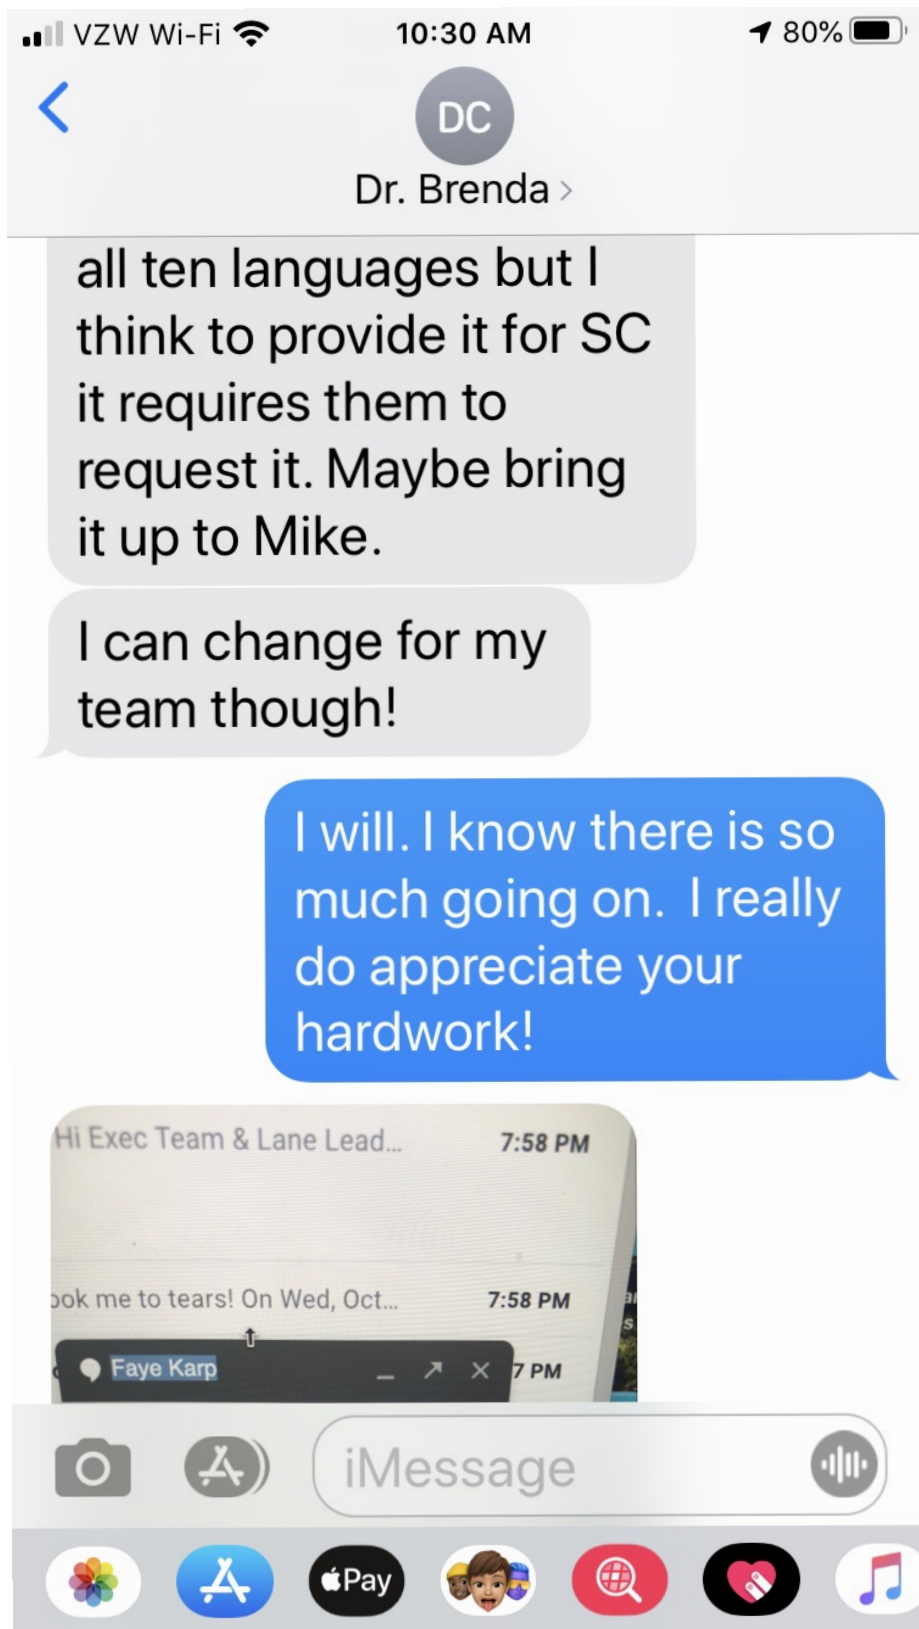 VZW Wi-Fi 10:30 AM 80%
DC
Dr. Brenda
all ten languages but I
think to provide it for SC
it requires them to
request it. Maybe bring
it up to Mike.
I can change for my
team though!
I will. I know there is so
much going on. I really
do appreciate your
hardwork!
Hi Exec Team & Lane Lead... 7:58 PM
me to tears! On Wed, Oct... 7:58 PM
Faye Karp 7 PM
iMessage
Pay